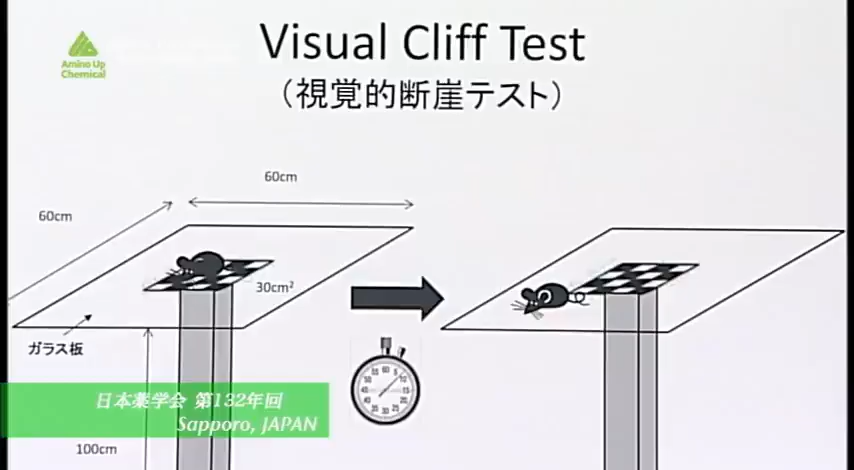 Visual Cliff Test
Amino Up
Chemical
（視覚的断崖テスト）
60cm
60cm
30cm²
ガラス板
60
日本薬学会 第132年回
Sapporo, JAPAN
100cm